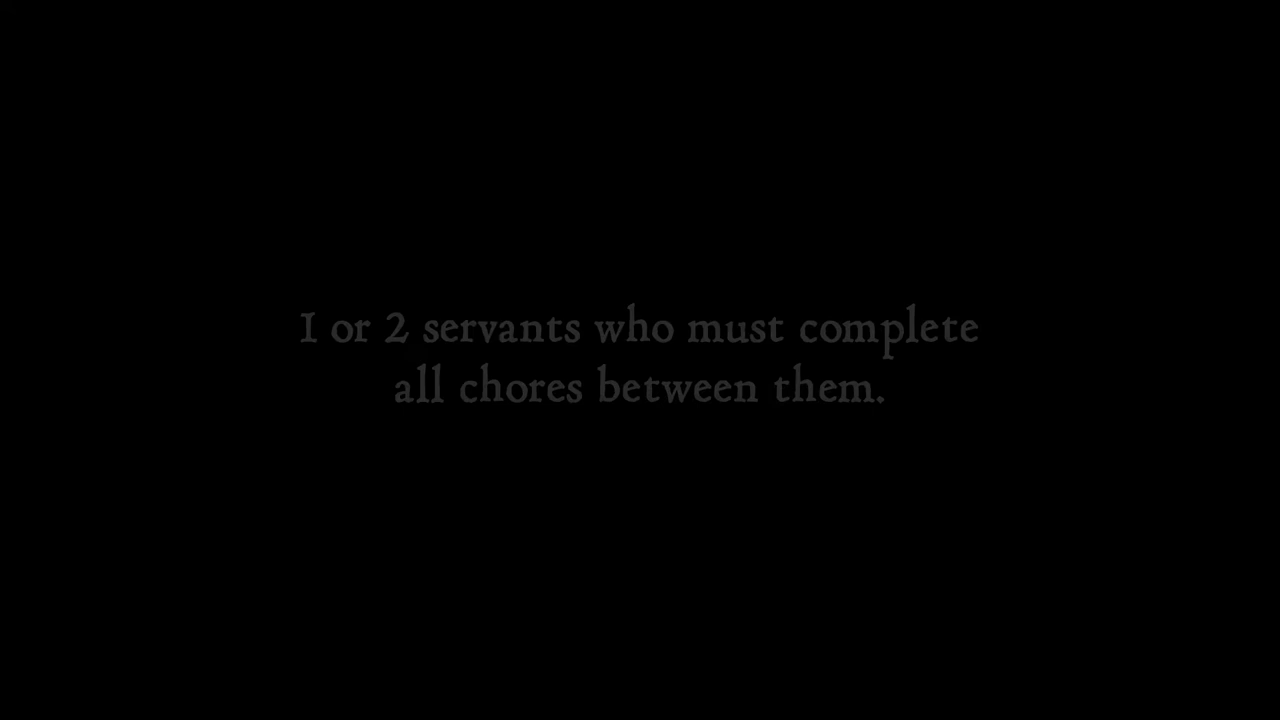 1 or 2 servants who must complete
all chores between them.